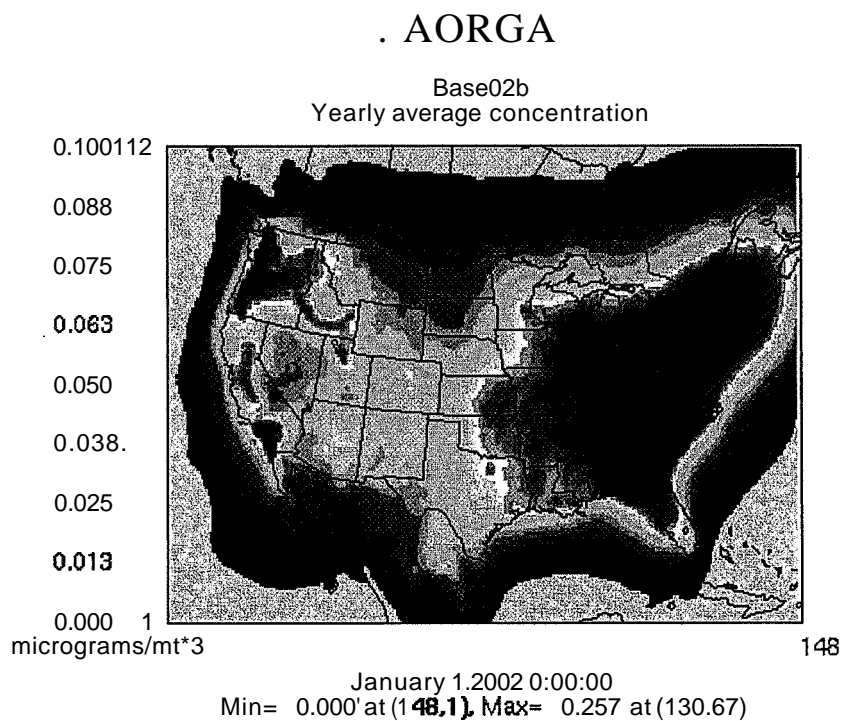 . AORGA
Base02b
Yearly average concentration
0.100112
0.088
0.075
0.063
0.050
0.038.
0.025
0.013
0.000 1
micrograms/mt*3
148
January 1.2002 0:00:00
Min= 0.000' at (148,1), Max= 0.257 at (130.67)